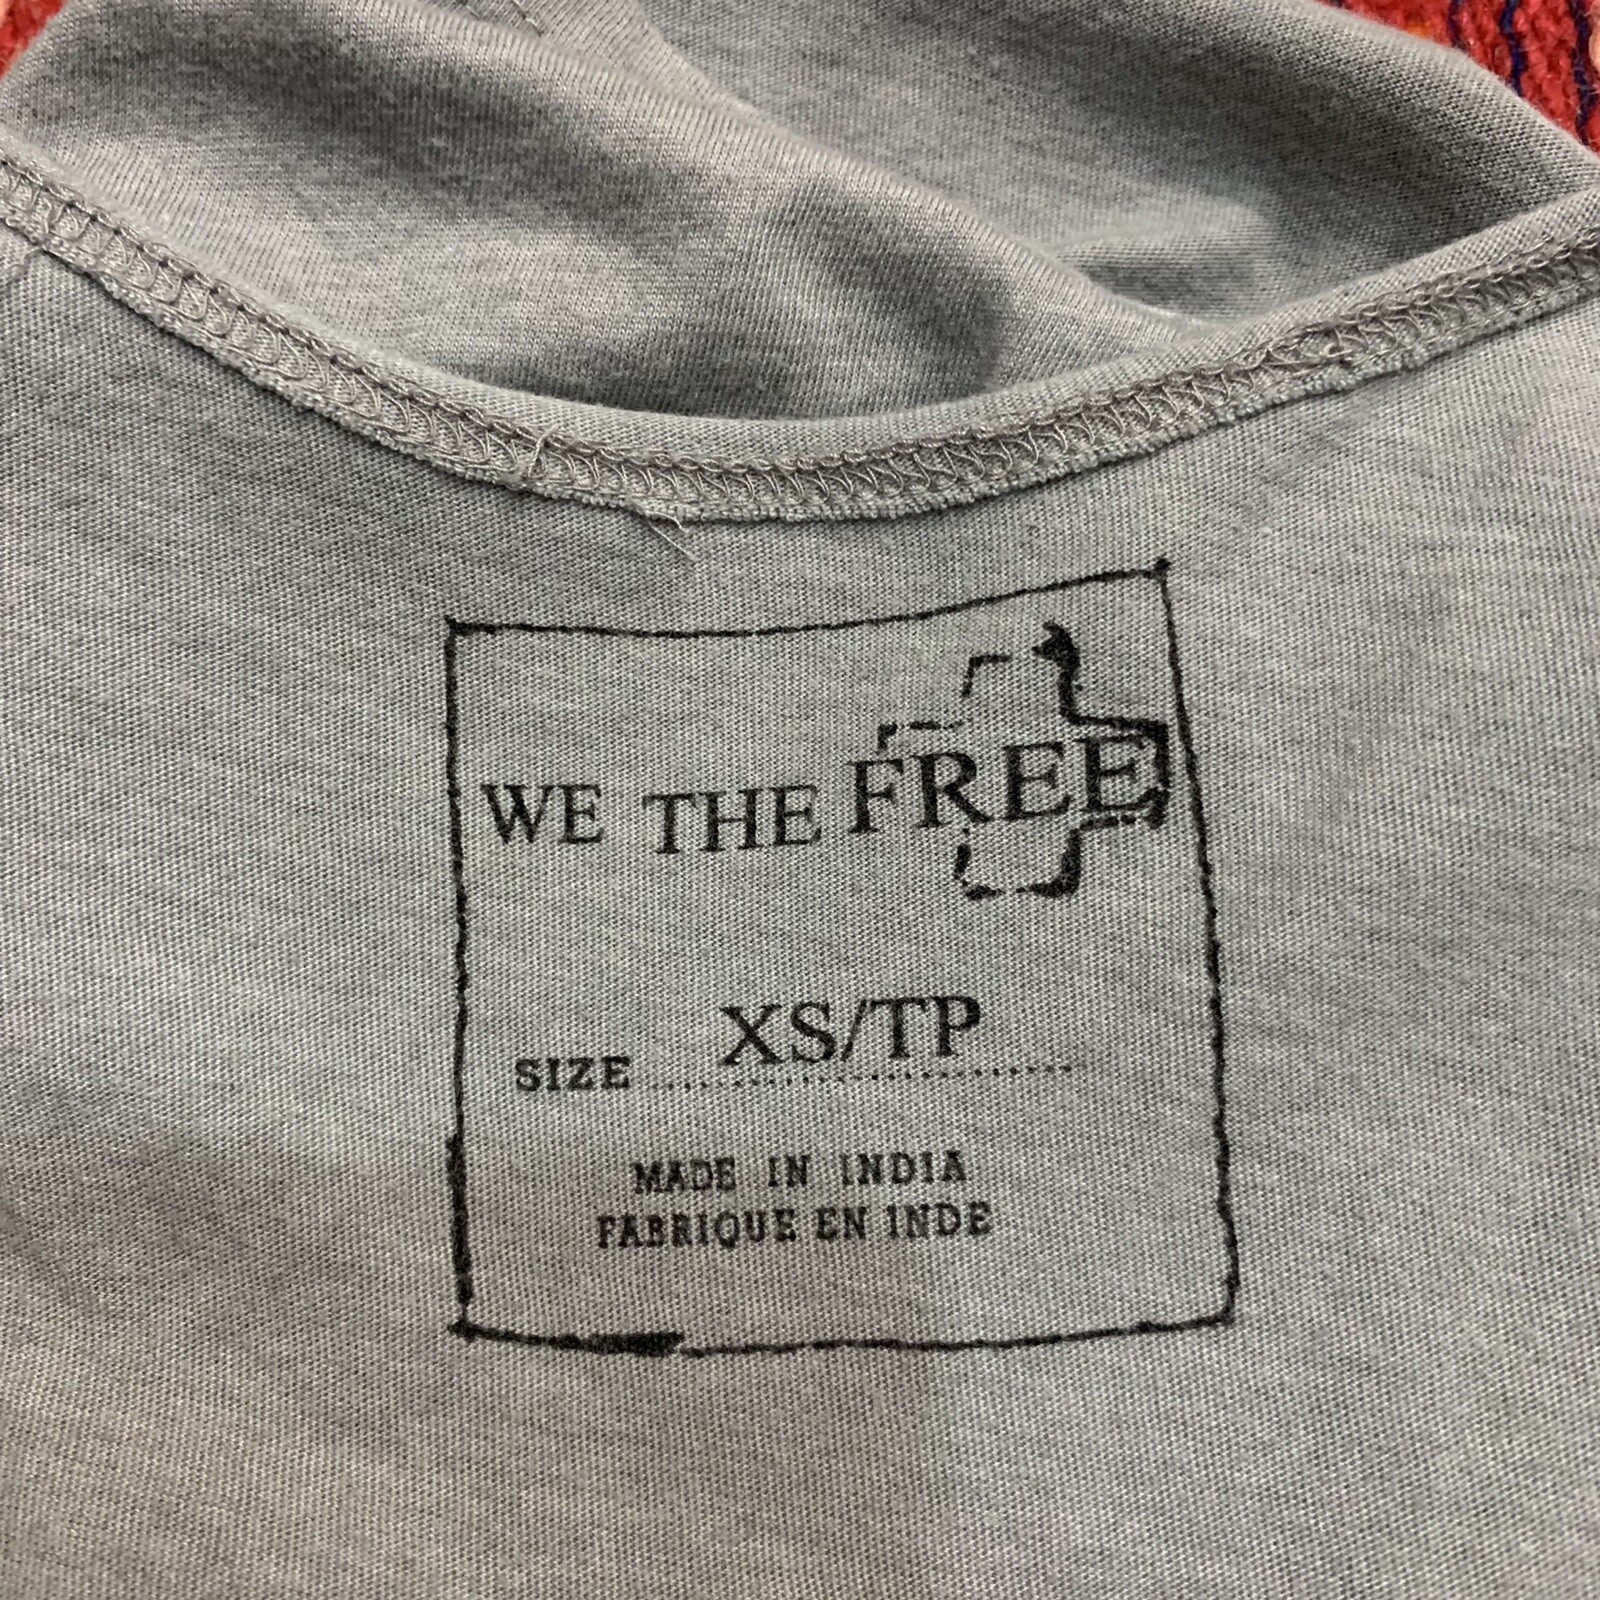 WE THE FREE
SIZE XS/TP
MADE IN INDIA
FABRIQUE EN INDE